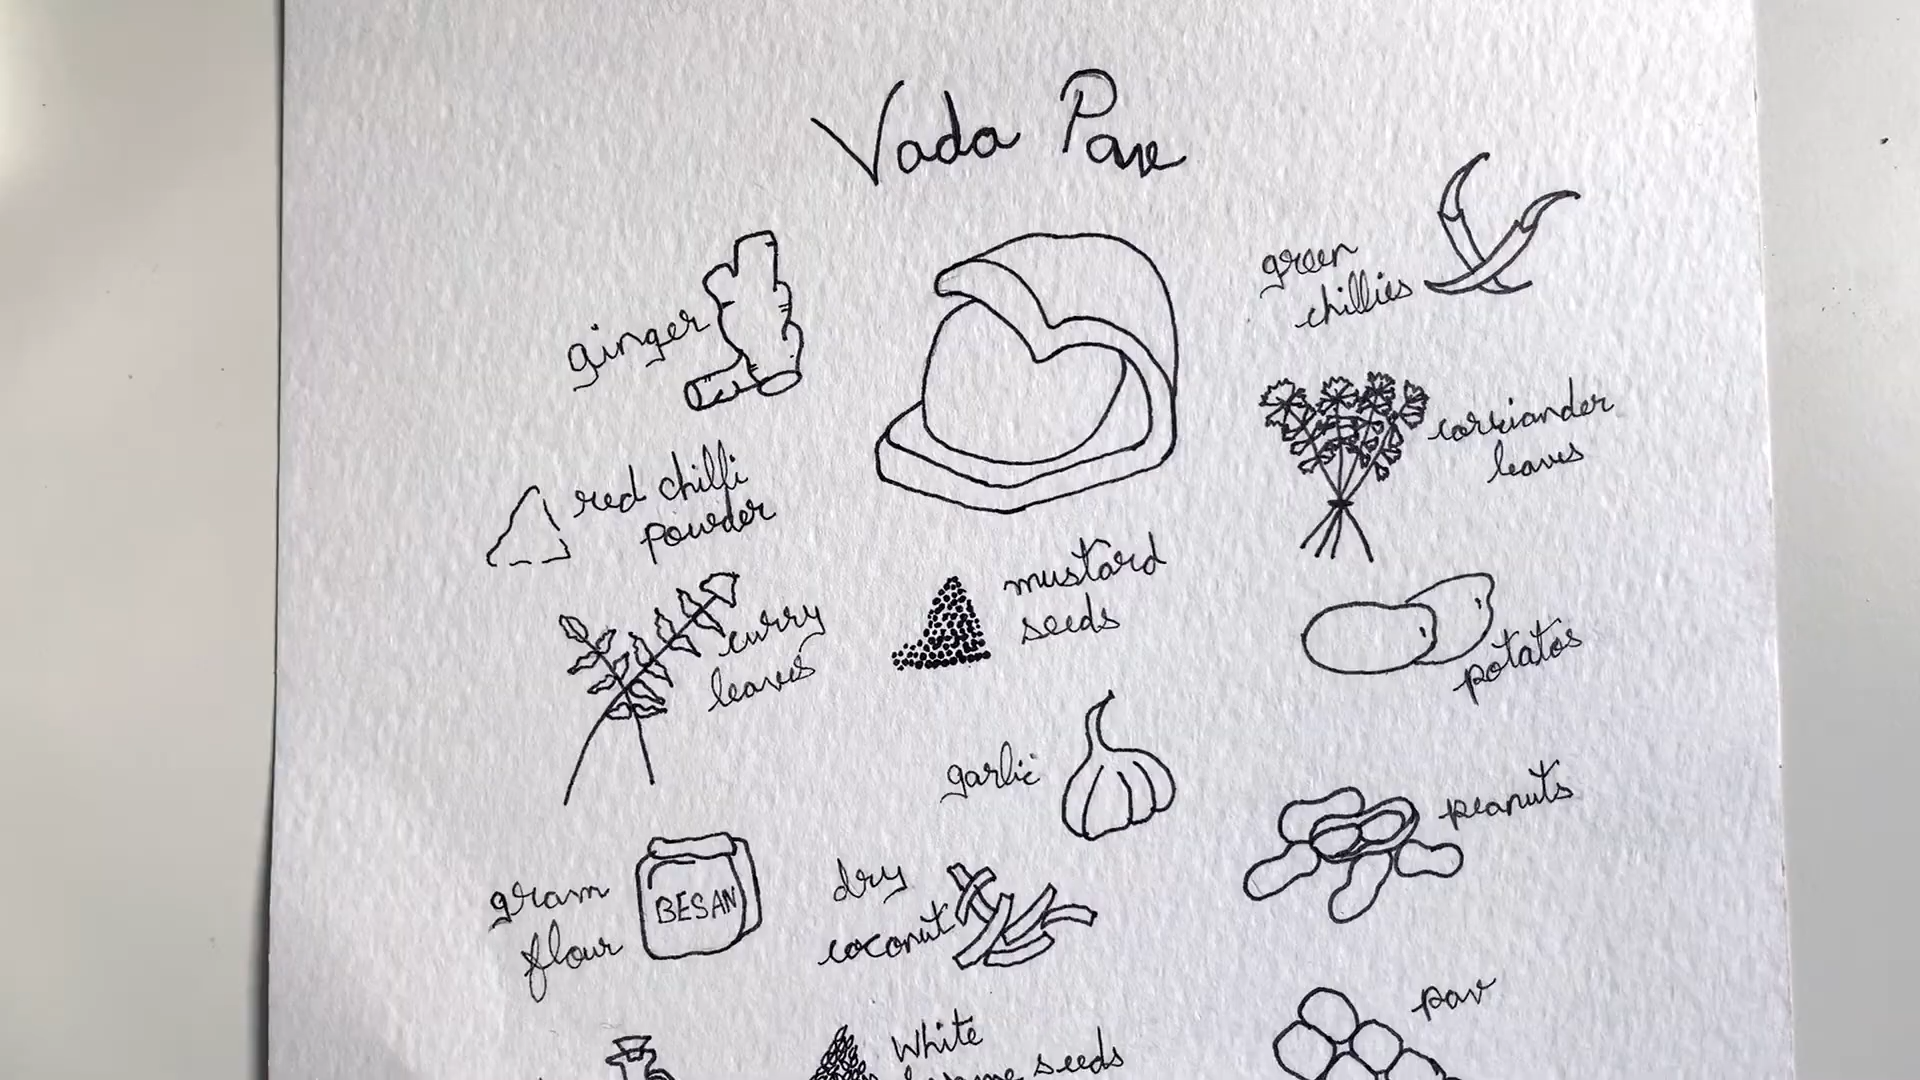 Vada Pav
green
chillies
ginger
corriander
leaves
red chilli
powder
mustard
seeds
curry
leaves
potatos
garlic
peanuts
gram
flour
BESAN
dry
coconut
pav
White
seeds